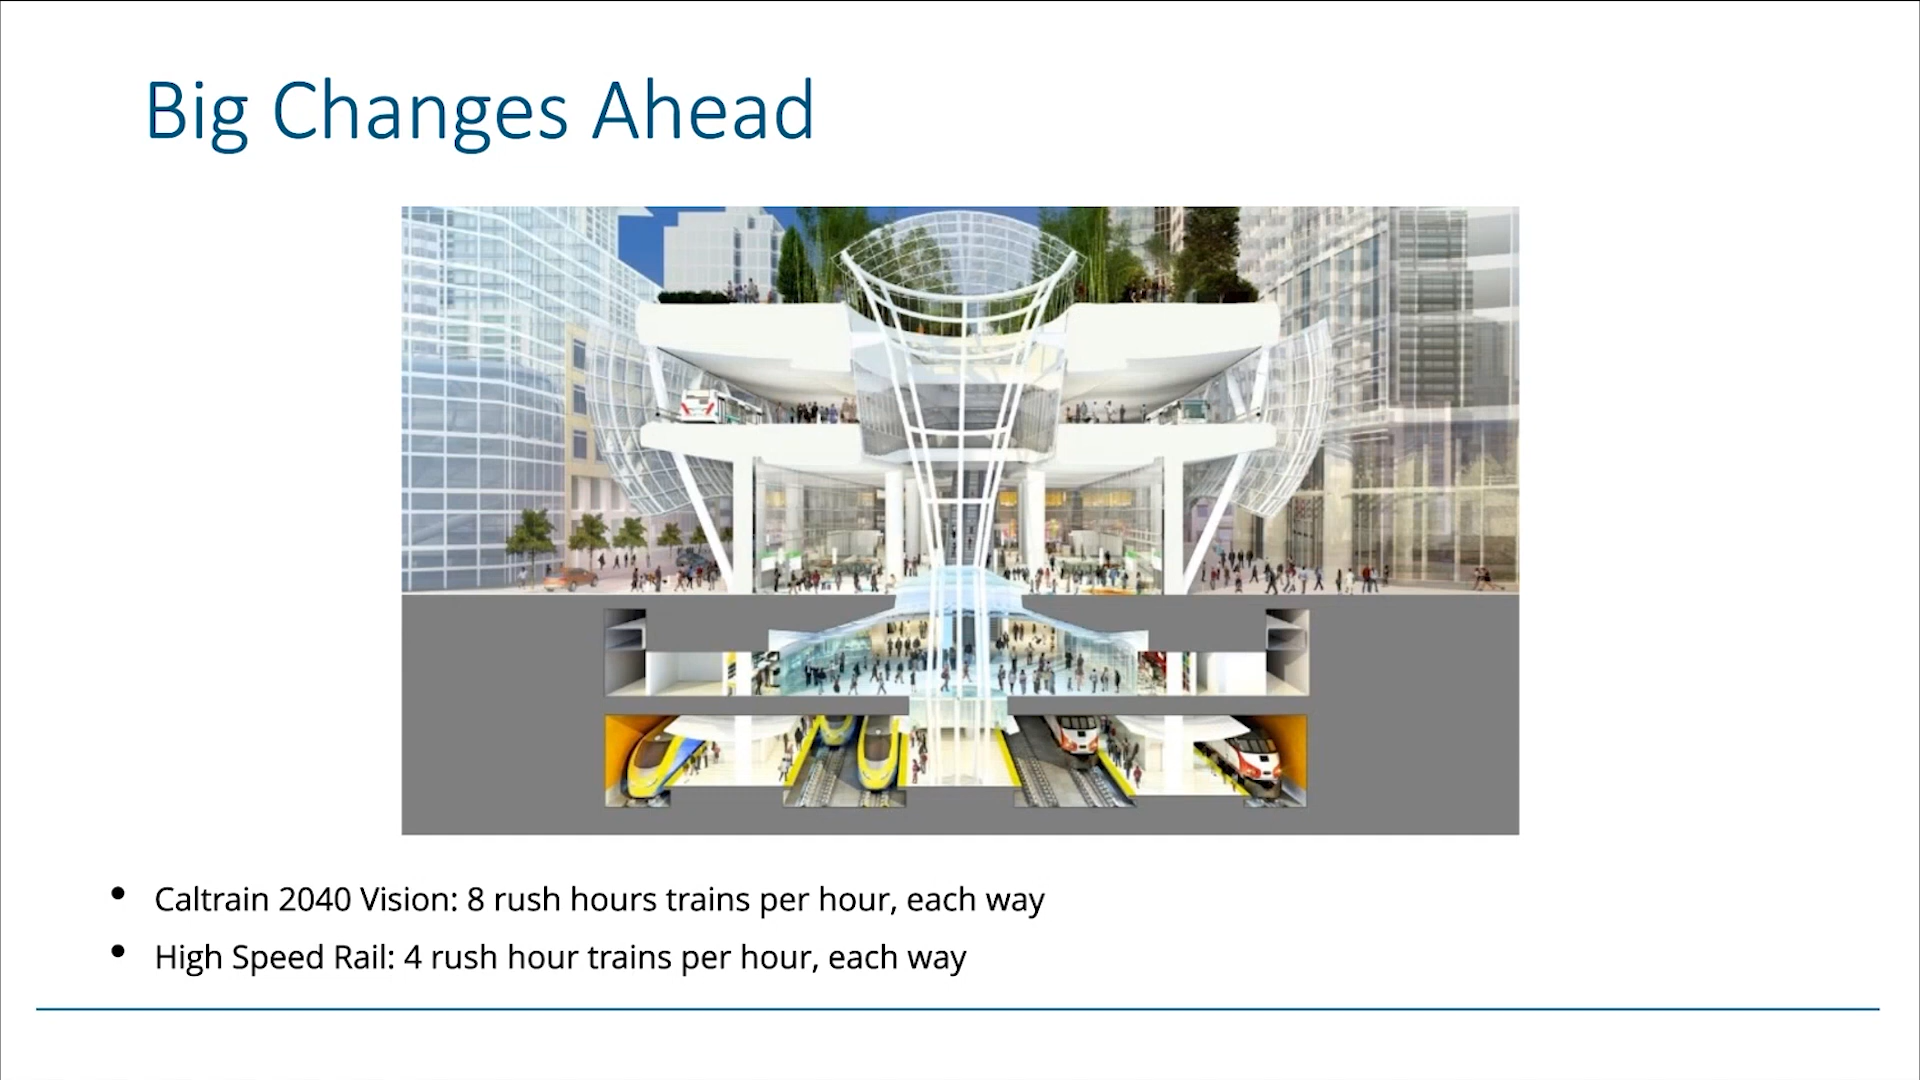 Big Changes Ahead
• Caltrain 2040 Vision: 8 rush hours trains per hour, each way
• High Speed Rail: 4 rush hour trains per hour, each way